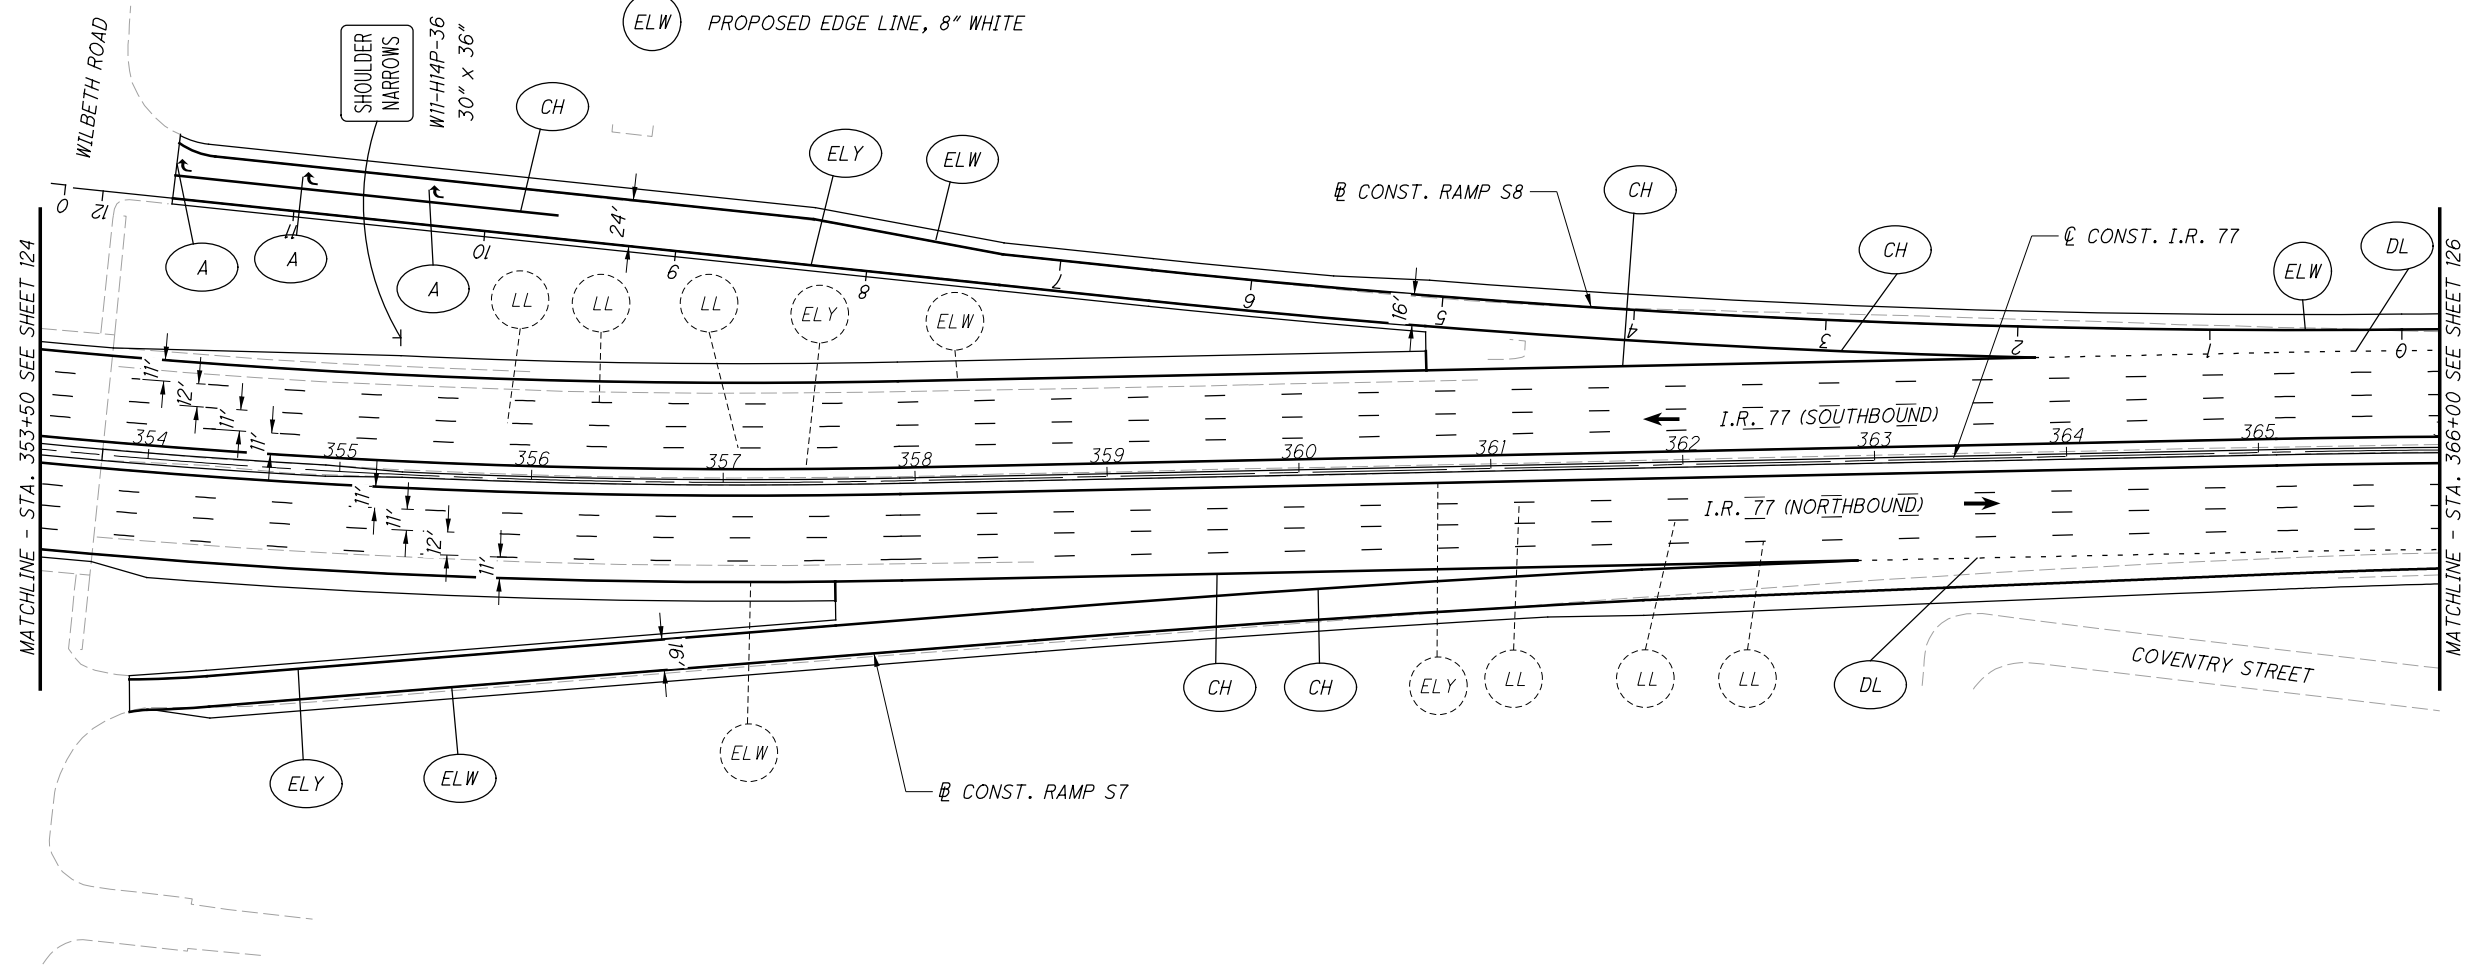 ELW PROPOSED EDGE LINE, 8" WHITE
WILBETH ROAD
SHOULDER
NARROWS
W11-H14P-36
30" x 36"
CH
ELY
ELW
℄ CONST. RAMP S8
CH
CH
℄ CONST. I.R. 77
ELW
DL
A
A
A
0
12
11
10
9
8
7
6
5
4
3
2
1
0
24'
16'
LL
LL
LL
ELY
ELW
MATCHLINE - STA. 353+50 SEE SHEET 124
MATCHLINE - STA. 366+00 SEE SHEET 126
11'
12'
11'
11'
I.R. 77 (SOUTHBOUND)
354
355
356
357
358
359
360
361
362
363
364
365
11'
11'
12'
11'
I.R. 77 (NORTHBOUND)
16'
CH
CH
ELY
LL
LL
LL
DL
COVENTRY STREET
ELY
ELW
ELW
℄ CONST. RAMP S7